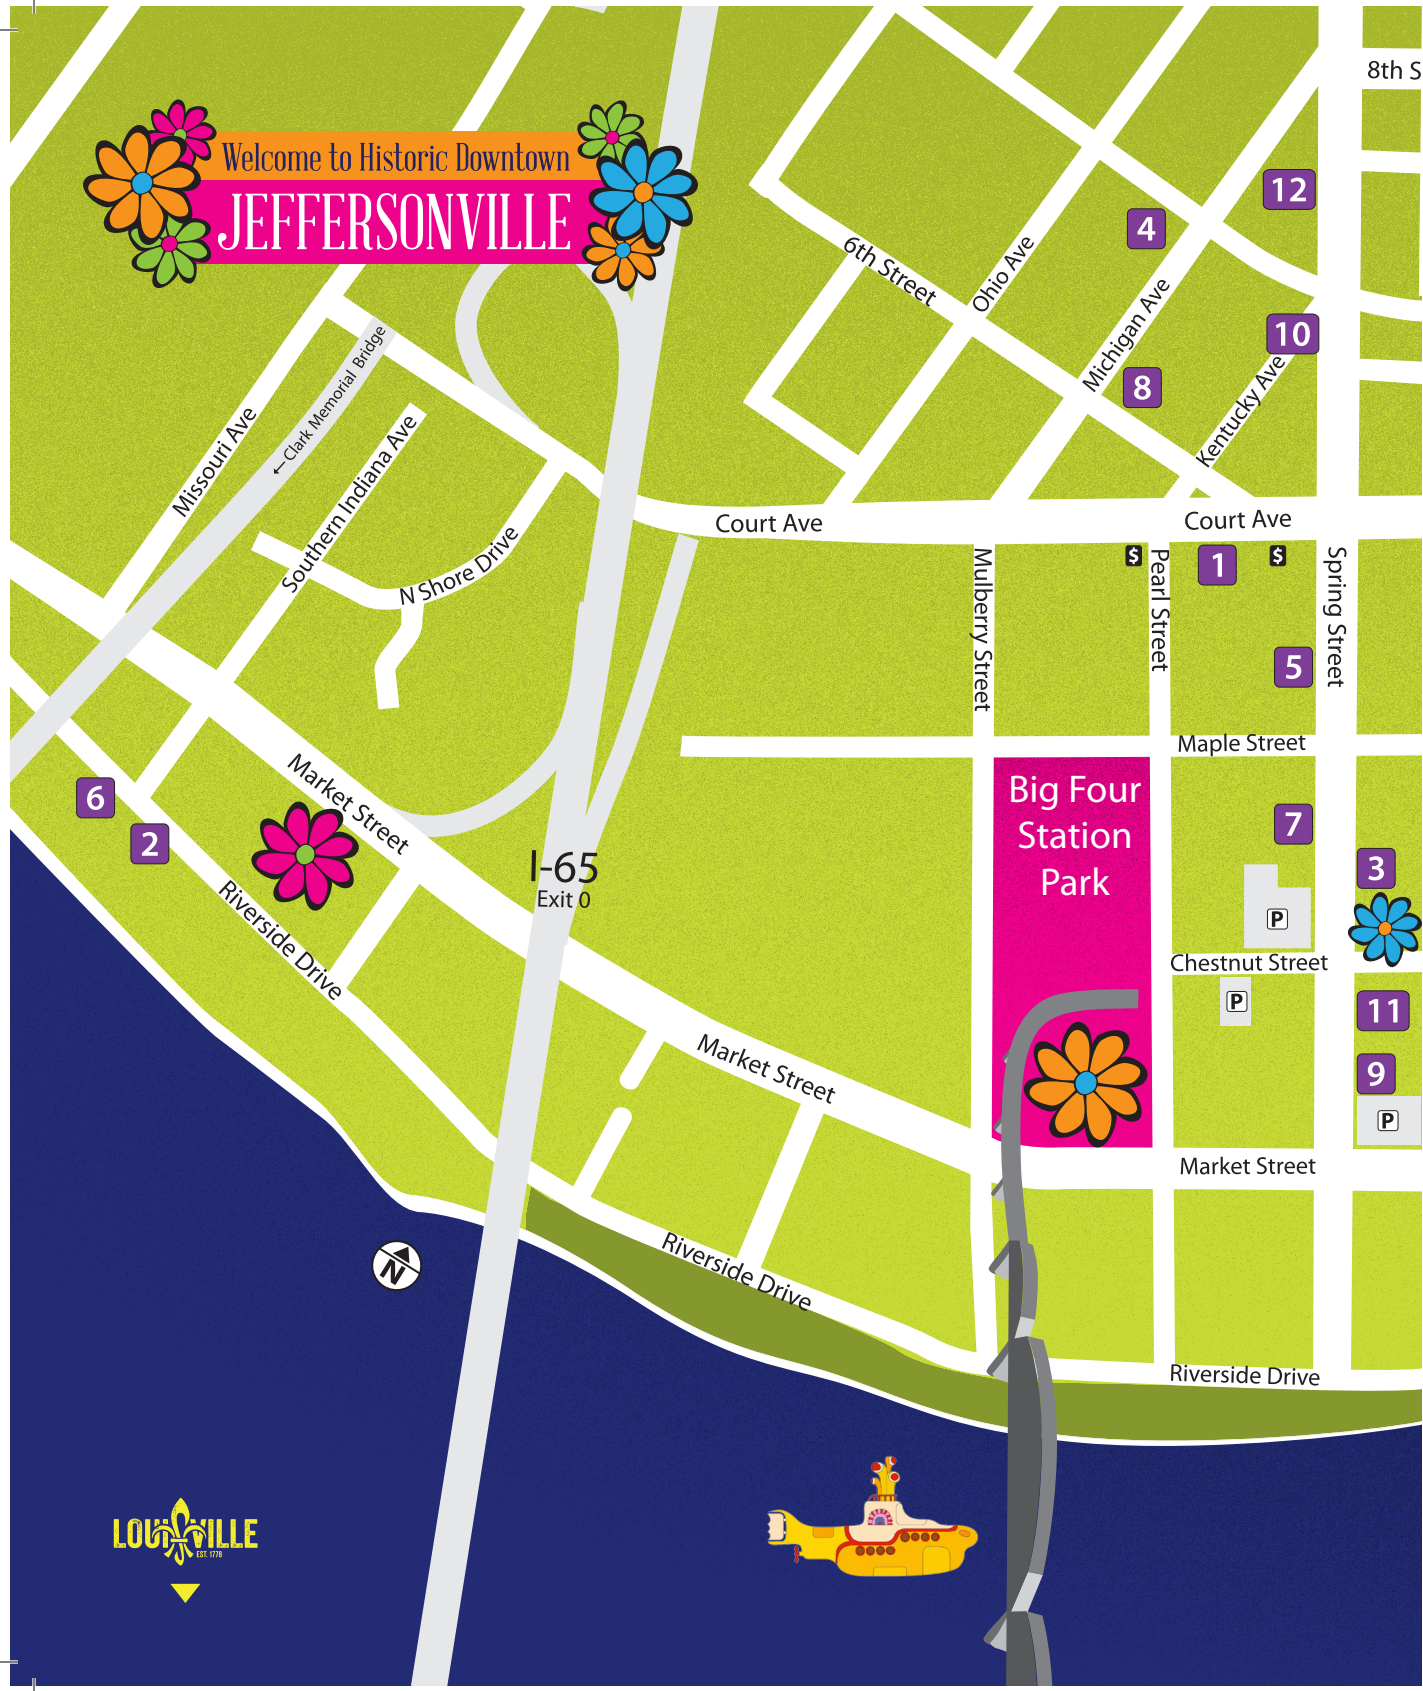 8th S
Welcome to Historic Downtown
JEFFERSONVILLE
12
4
6th Street
Ohio Ave
Michigan Ave
10
8
Kentucky Ave
←Clark Memorial Bridge
Missouri Ave
Southern Indiana Ave
N Shore Drive
Court Ave
Court Ave
Mulberry Street
$
Pearl Street
1
$
Spring Street
5
Maple Street
Big Four
Station
Park
6
2
Market Street
7
3
I-65
Exit 0
P
Riverside Drive
Chestnut Street
P
11
Market Street
9
P
Market Street
N
Riverside Drive
Riverside Drive
LOUISVILLE
EST. 1778